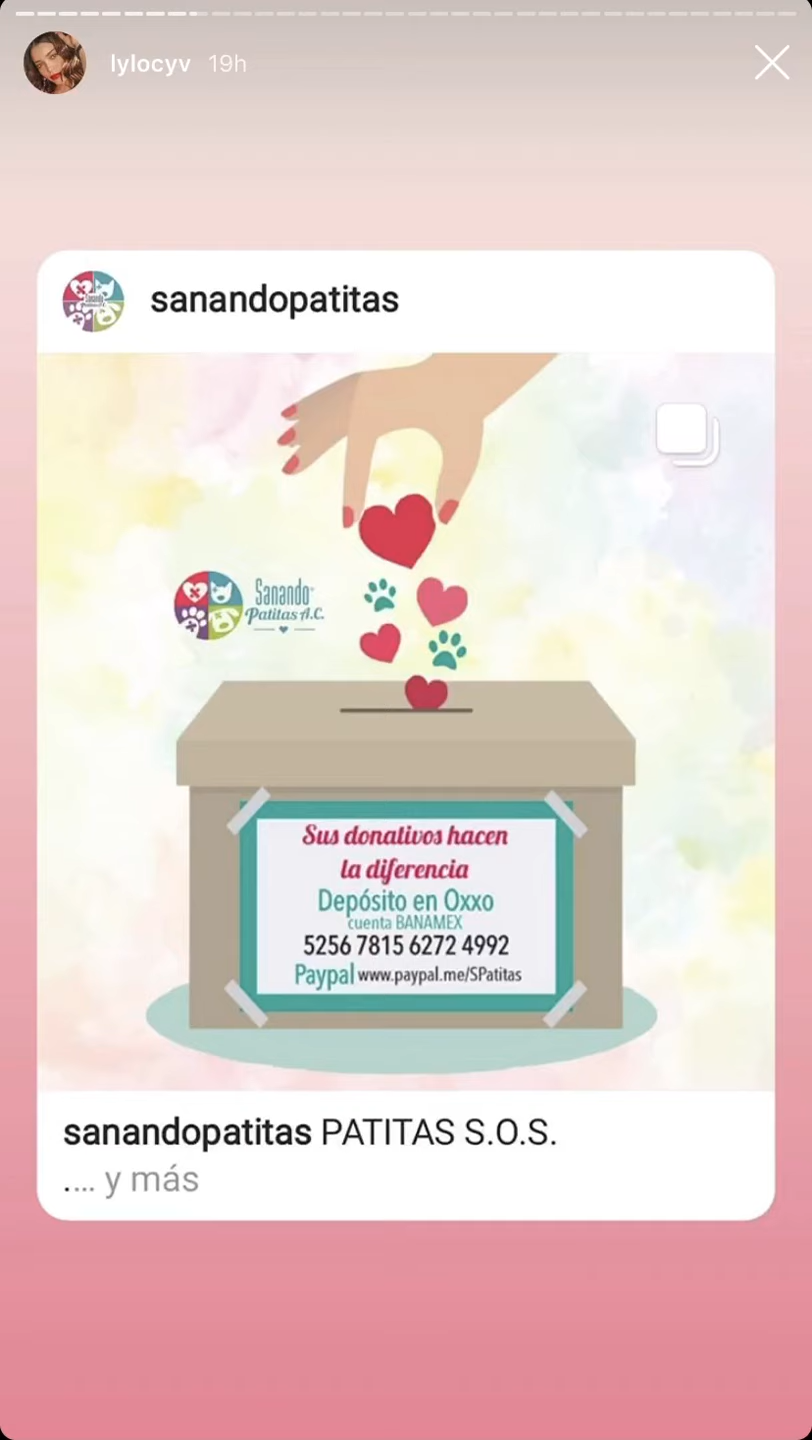 lylocyv 19h
sanandopatitas
Sanando
Patitas A.C.
Sus donativos hacen
la diferencia
Depósito en Oxxo
cuenta BANAMEX
5256 7815 6272 4992
Paypal www.paypal.me/SPatitas
sanandopatitas PATITAS S.O.S.
.... y más